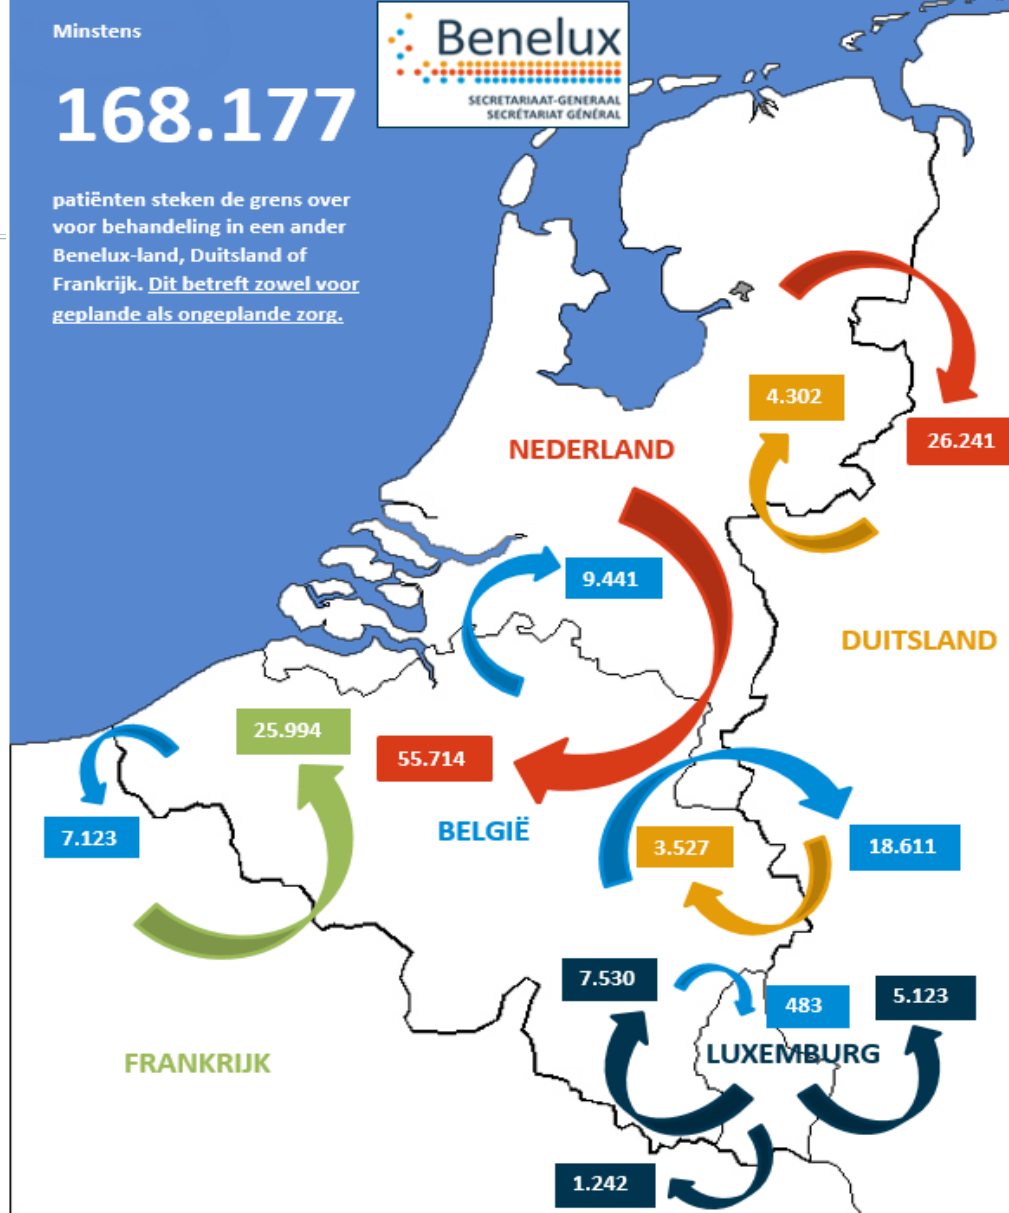 Minstens
168.177
patiënten steken de grens over
voor behandeling in een ander
Benelux-land, Duitsland of
Frankrijk. Dit betreft zowel voor
geplande als ongeplande zorg.
Benelux
SECRETARIAAT-GENERAAL
SECRÉTARIAT GÉNÉRAL
4.302
26.241
NEDERLAND
9.441
DUITSLAND
25.994
55.714
7.123
BELGIË
3.527
18.611
7.530
483
5.123
LUXEMBURG
FRANKRIJK
1.242